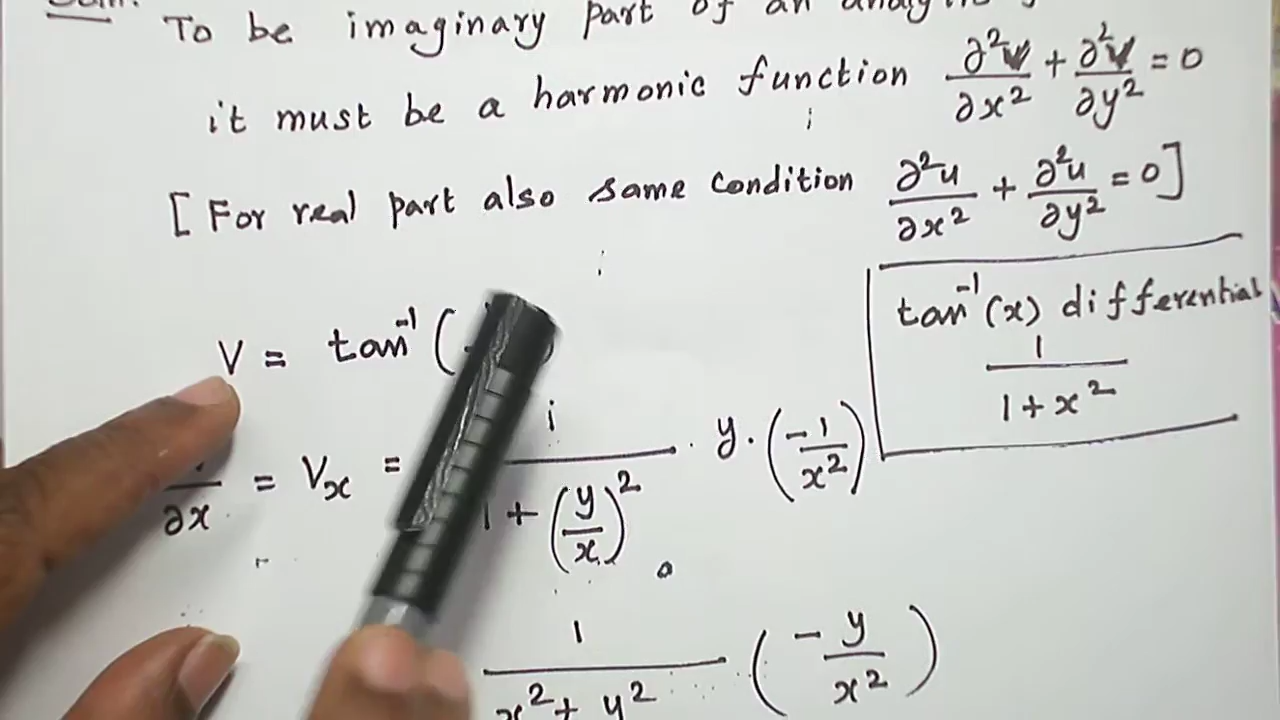 To be imaginary part of an
it must be a harmonic function ∂²V/∂x² + ∂²V/∂y² = 0
[For real part also same condition ∂²u/∂x² + ∂²u/∂y² = 0]
tan⁻¹(x) differential
1/(1+x²)
V = tan⁻¹(
∂x = Vx = 1/(1+(y/x)²) · y·(-1/x²)
1/(x²+y² · (-y/x²)